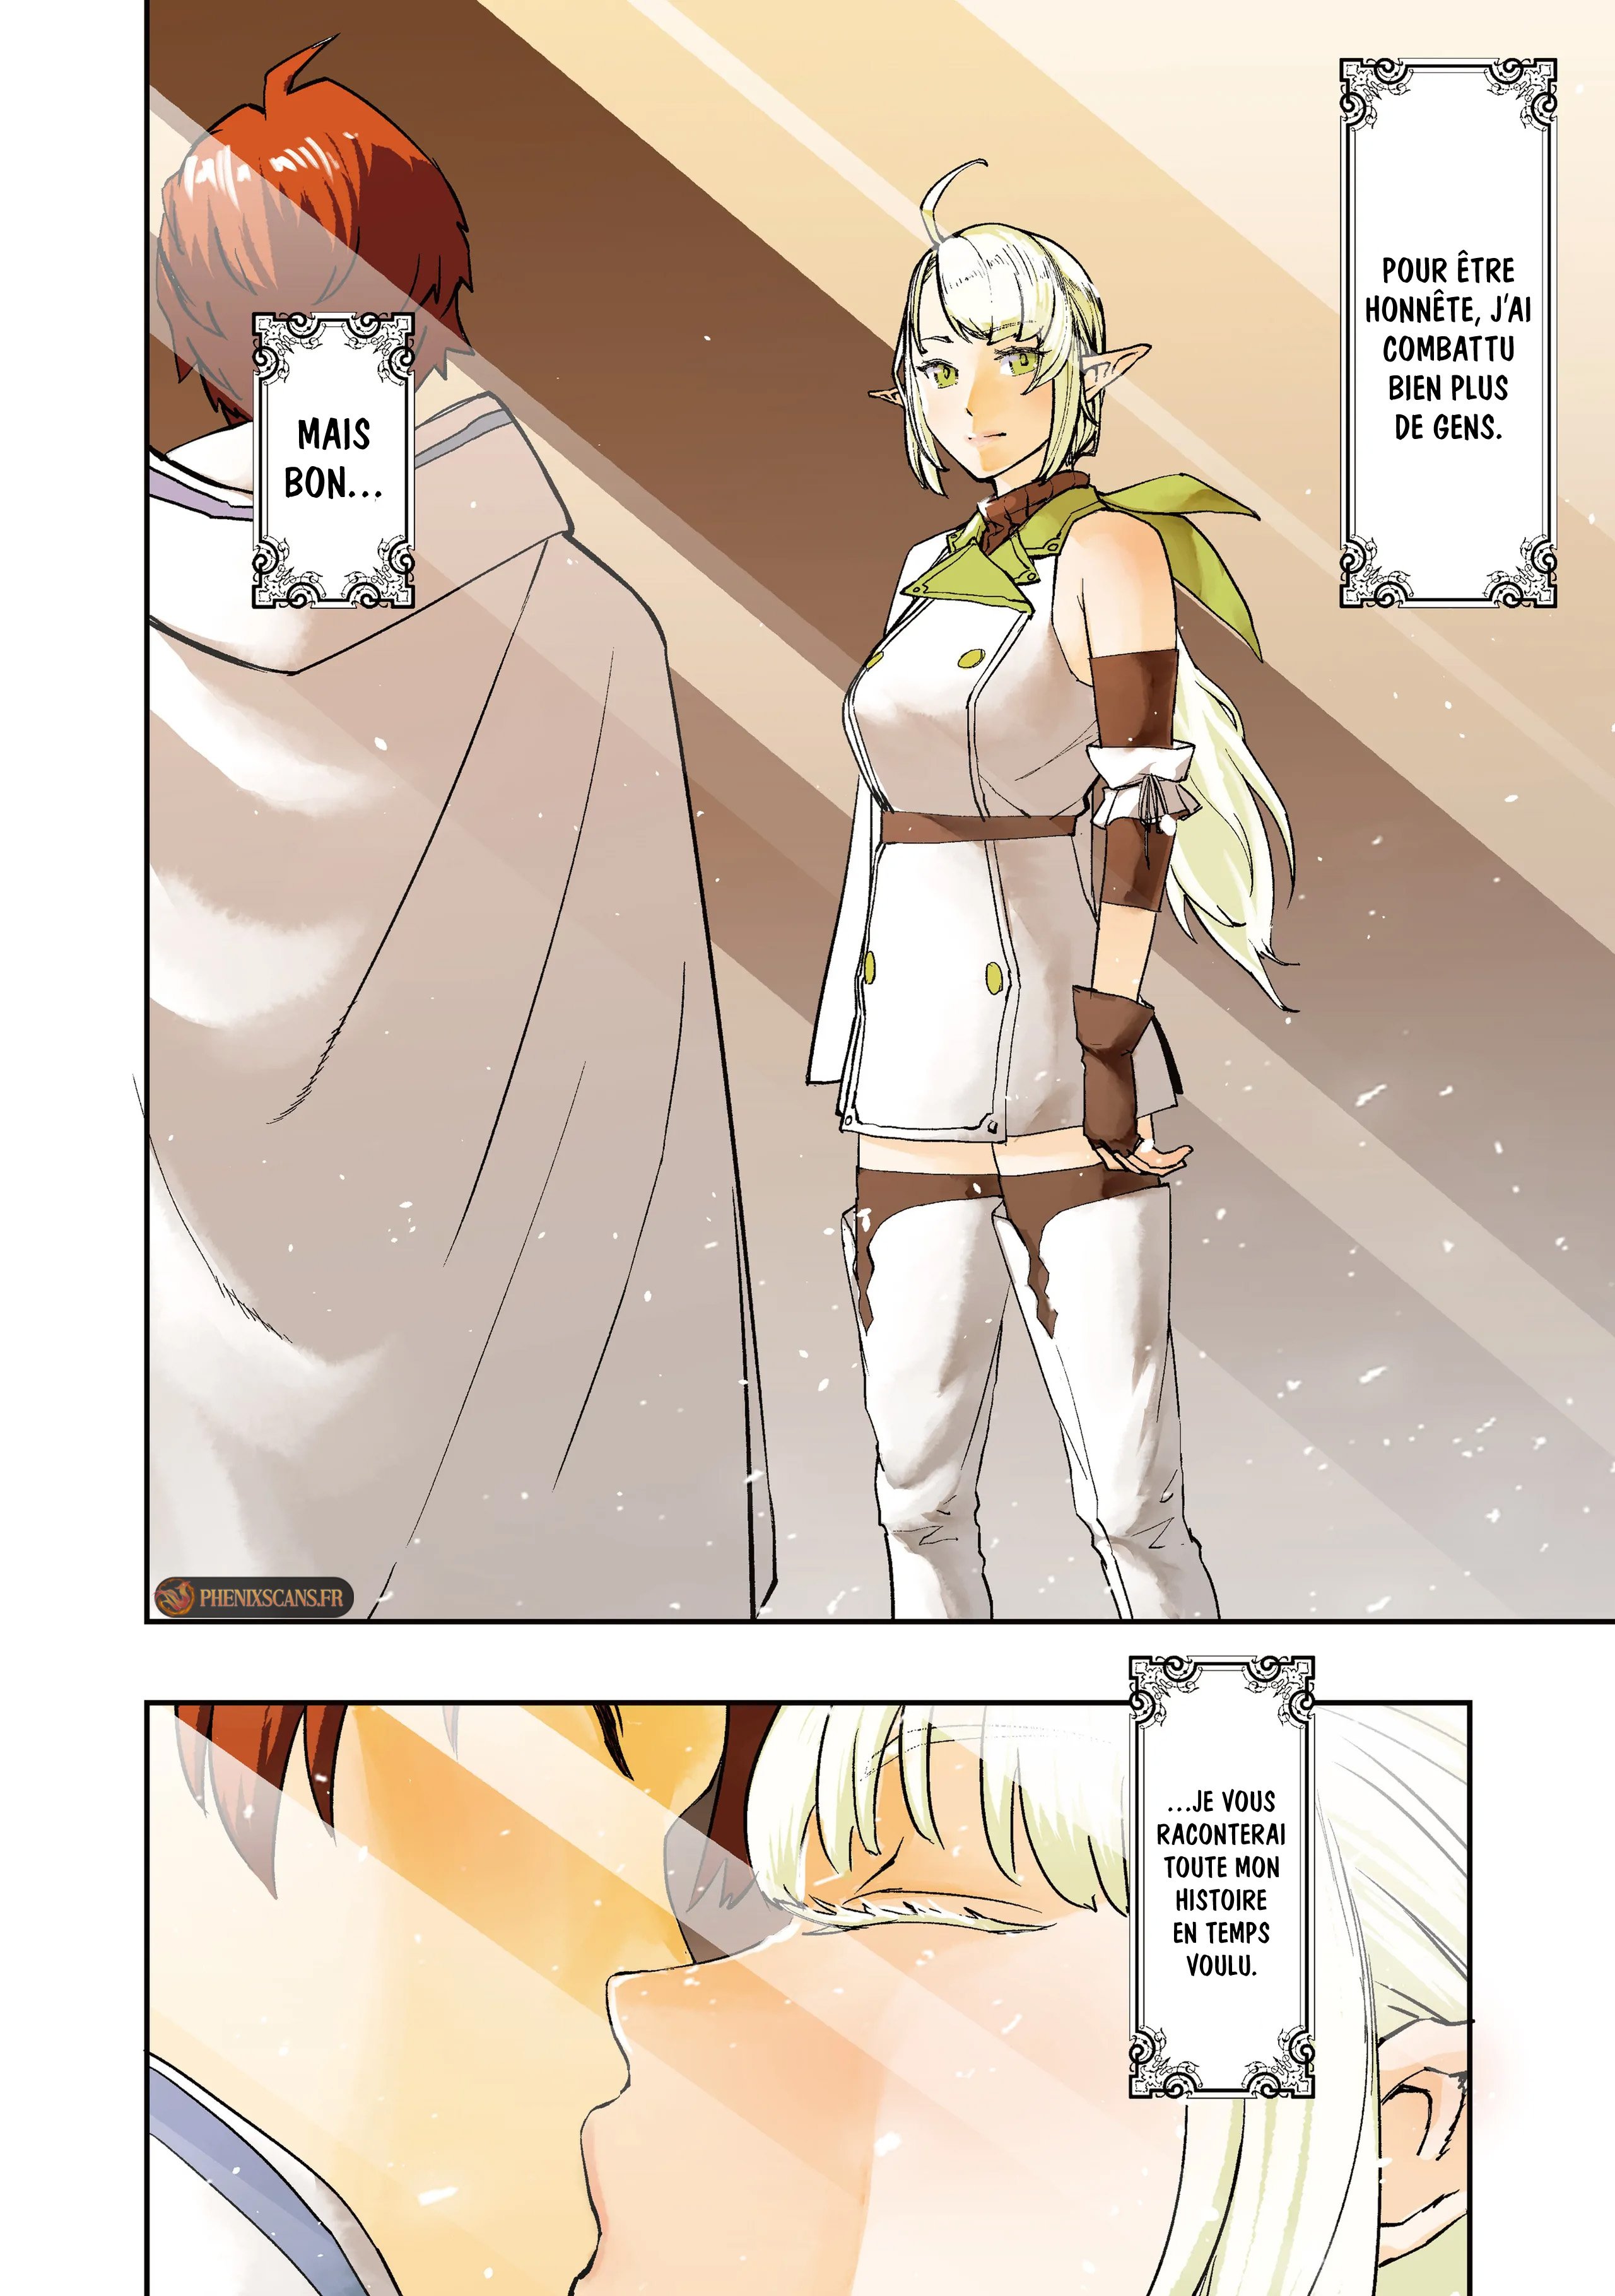 POUR ÊTRE
HONNÊTE, J'AI
COMBATTU
BIEN PLUS
DE GENS.
MAIS
BON...
PHENIXSCANS.FR
...JE VOUS
RACONTERAI
TOUTE MON
HISTOIRE
EN TEMPS
VOULU.